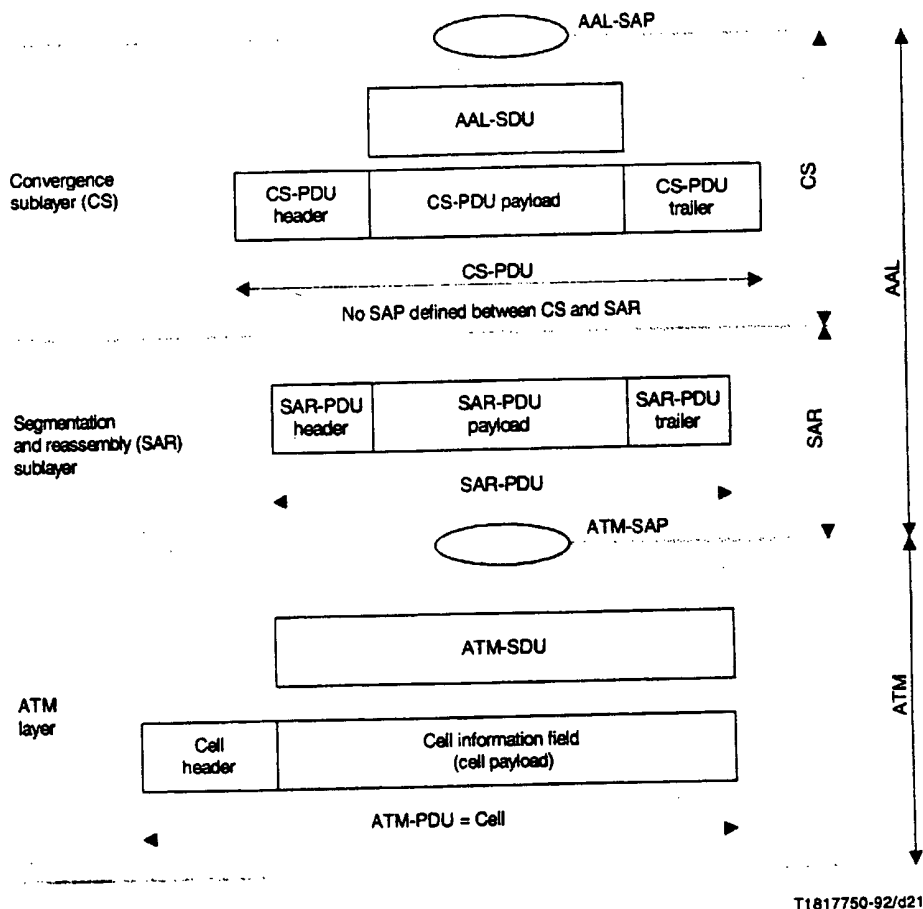 AAL-SAP
AAL-SDU
CS
Convergence
sublayer (CS)
CS-PDU
header
CS-PDU payload
CS-PDU
trailer
CS-PDU
AAL
No SAP defined between CS and SAR
Segmentation
and reassembly (SAR)
sublayer
SAR-PDU
header
SAR-PDU
payload
SAR-PDU
trailer
SAR
SAR-PDU
ATM-SAP
ATM-SDU
ATM
ATM
layer
Cell
header
Cell information field
(cell payload)
ATM-PDU = Cell
T1817750-92/d21